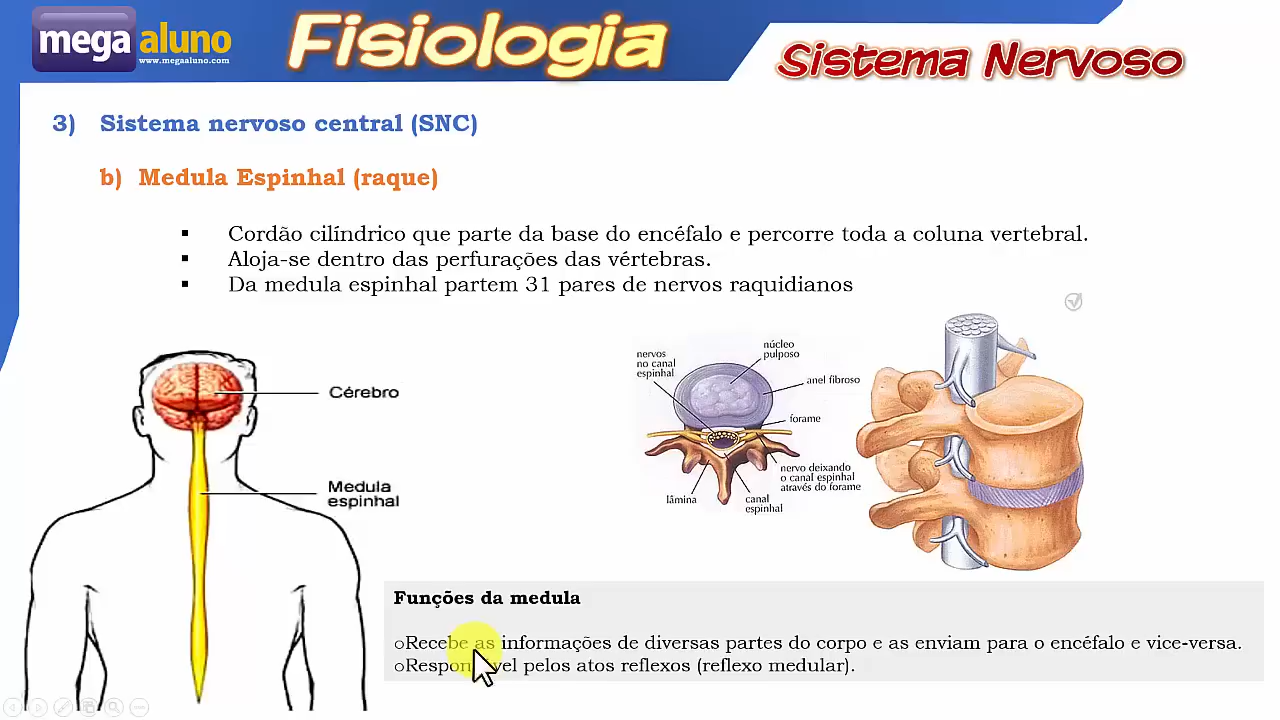 mega aluno
www.megaaluno.com
Fisiologia
Sistema Nervoso
3) Sistema nervoso central (SNC)
b) Medula Espinhal (raque)
▪ Cordão cilíndrico que parte da base do encéfalo e percorre toda a coluna vertebral.
▪ Aloja-se dentro das perfurações das vértebras.
▪ Da medula espinhal partem 31 pares de nervos raquidianos
Cérebro
Medula
espinhal
nervos
no canal
espinhal
núcleo
pulposo
anel fibroso
forame
nervo deixando
o canal espinhal
através do forame
lâmina
canal
espinhal
Funções da medula
oRecebe as informações de diversas partes do corpo e as enviam para o encéfalo e vice-versa.
oResponsável pelos atos reflexos (reflexo medular).